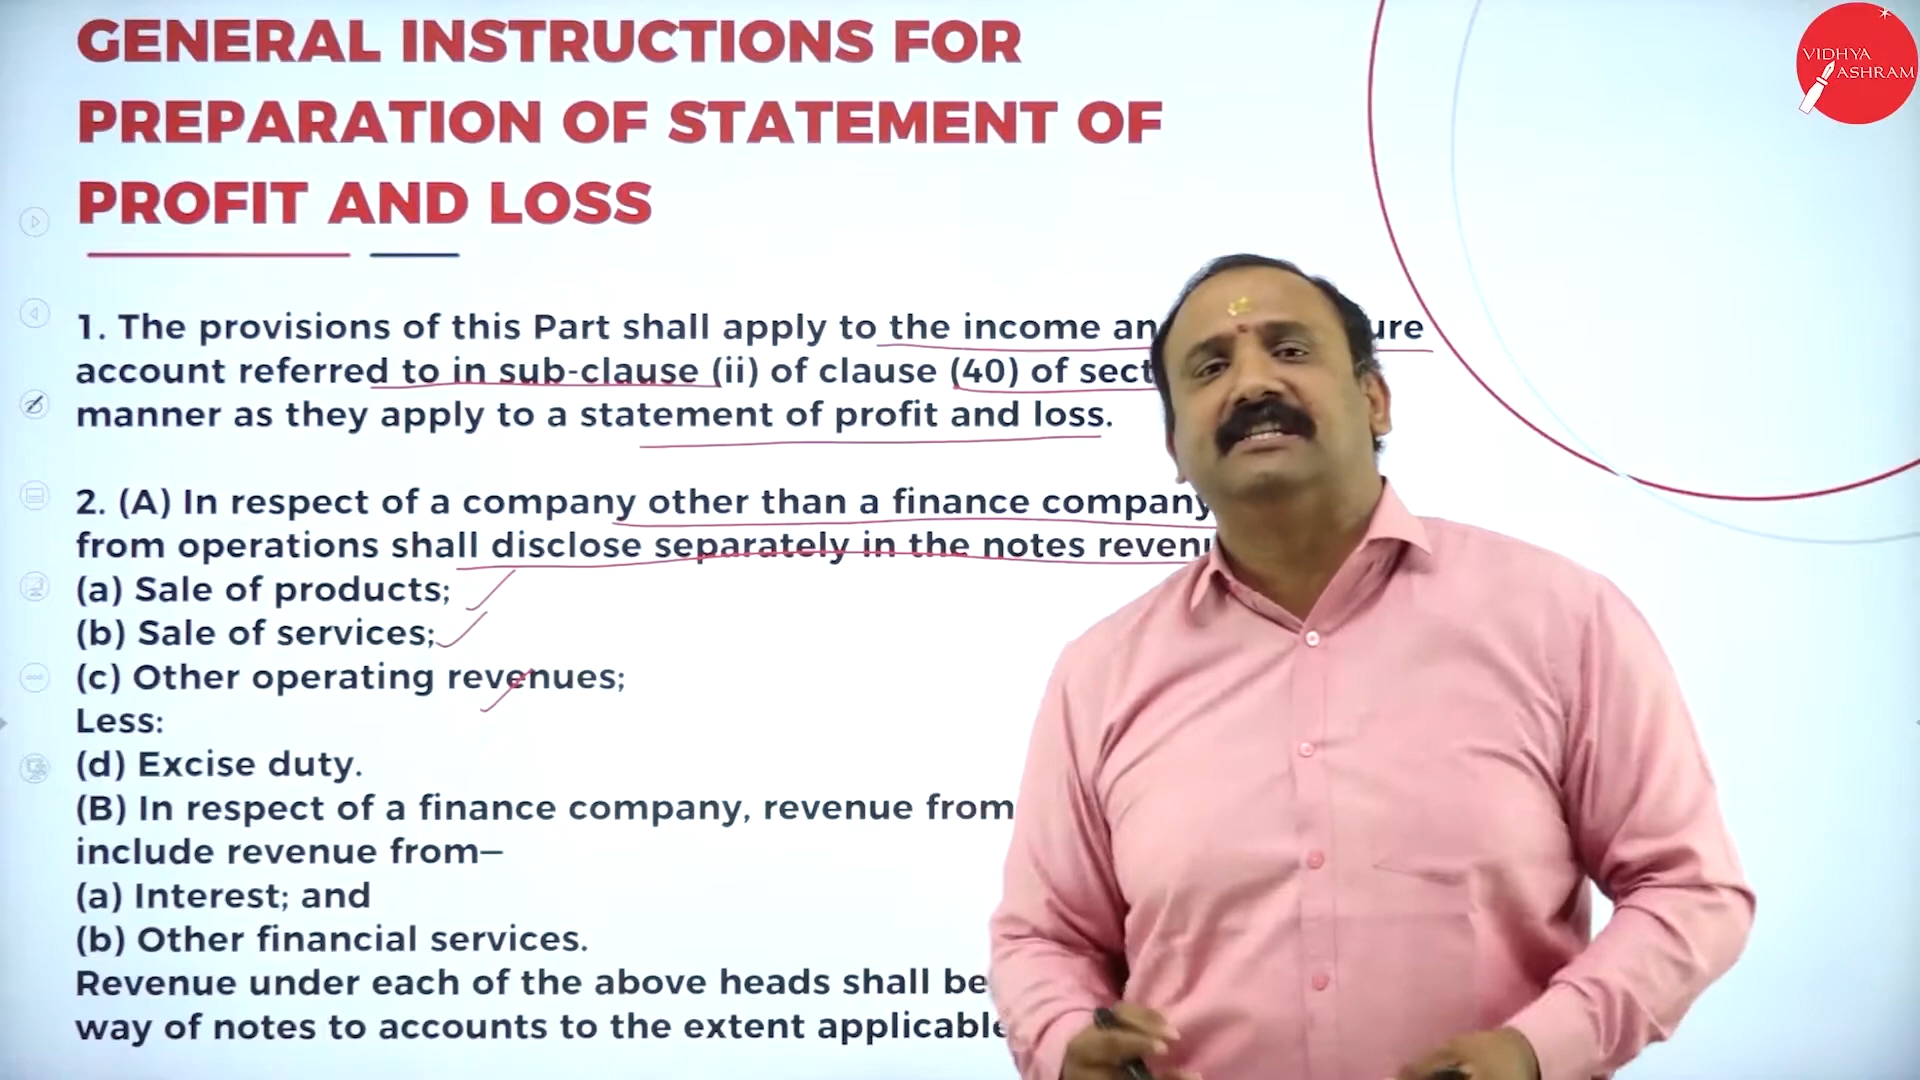 GENERAL INSTRUCTIONS FOR
PREPARATION OF STATEMENT OF
PROFIT AND LOSS
VIDHYA
ASHRAM
1. The provisions of this Part shall apply to the income
account referred to in sub-clause (ii) of clause (40) of
manner as they apply to a statement of profit and loss.
2. (A) In respect of a company other than a finance company
from operations shall disclose separately in the notes
(a) Sale of products;
(b) Sale of services;
(c) Other operating revenues;
Less:
(d) Excise duty.
(B) In respect of a finance company, revenue from
include revenue from—
(a) Interest; and
(b) Other financial services.
Revenue under each of the above heads shall be
way of notes to accounts to the extent applicable